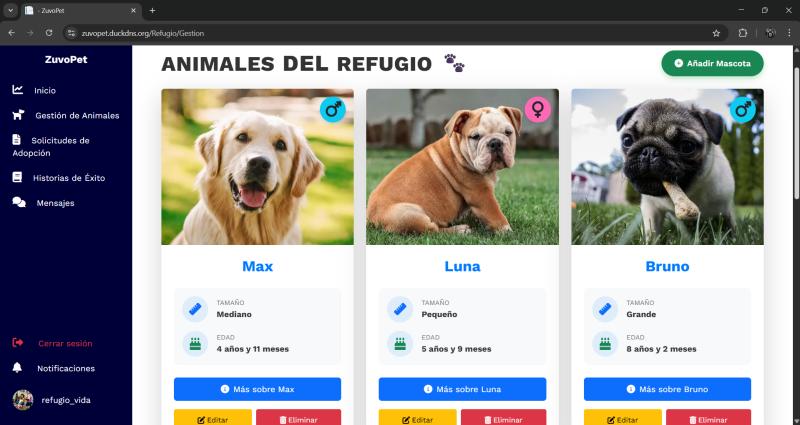 - ZuvoPet
zuvopet.duckdns.org/Refugio/Gestion
ZuvoPet
Inicio
Gestión de Animales
Solicitudes de
Adopción
Historias de Éxito
Mensajes
Cerrar sesión
Notificaciones
refugio_vida
ANIMALES DEL REFUGIO
Añadir Mascota
Max
TAMAÑO
Mediano
EDAD
4 años y 11 meses
Más sobre Max
Editar
Eliminar
Luna
TAMAÑO
Pequeño
EDAD
5 años y 9 meses
Más sobre Luna
Editar
Eliminar
Bruno
TAMAÑO
Grande
EDAD
8 años y 2 meses
Más sobre Bruno
Editar
Eliminar